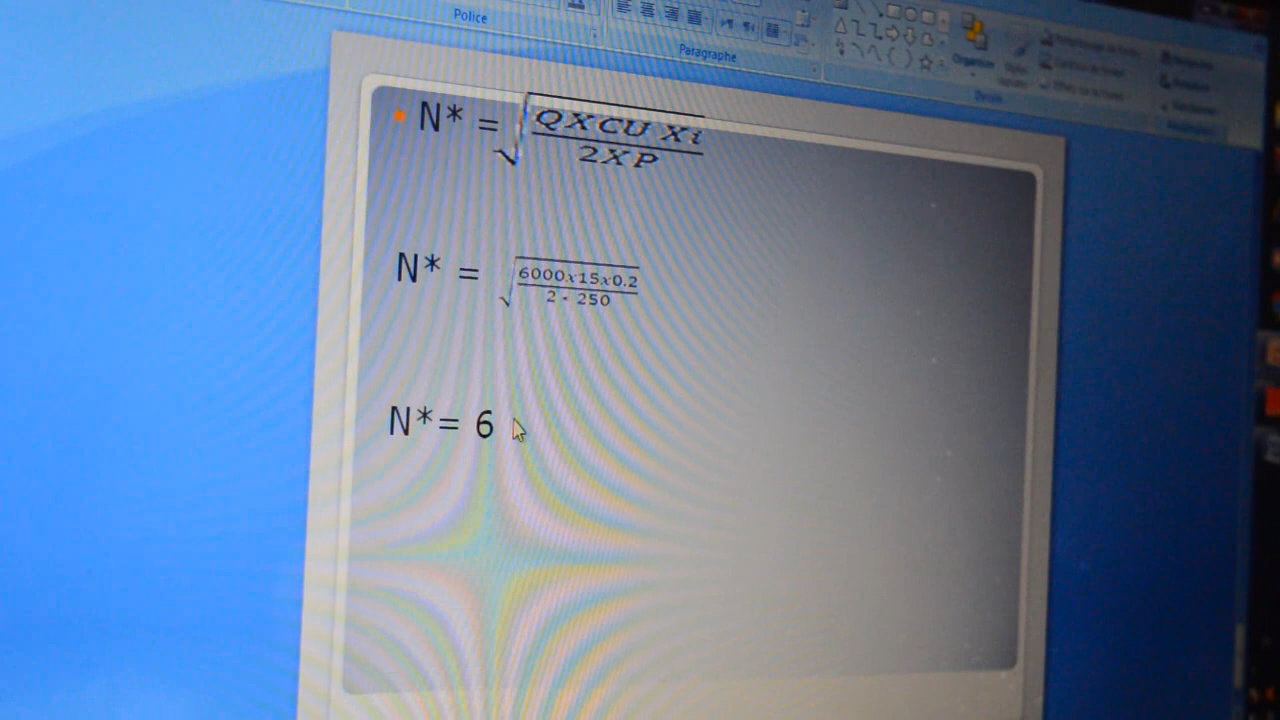 Police
Paragraphe
N* = √ QXCU Xi / 2XP
N* = √ 6000x15x0.2 / 2 - 250
N*= 6